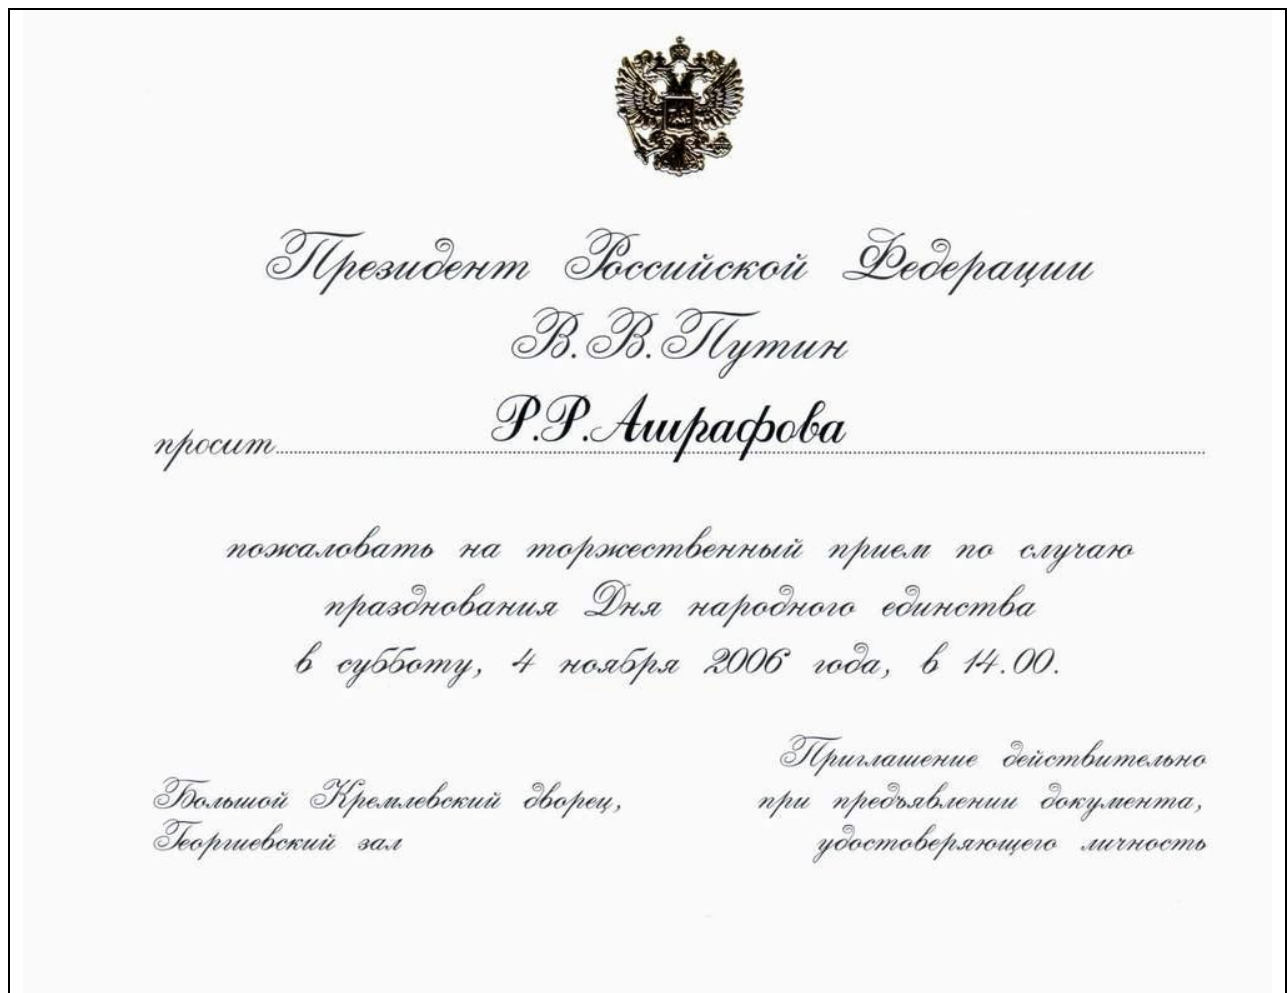 Президент Российской Федерации
В.В.Путин
просит Р.Р.Ашрафова
пожаловать на торжественный прием по случаю
празднования Дня народного единства
в субботу, 4 ноября 2006 года, в 14.00.
Большой Кремлевский дворец,
Георгиевский зал
Приглашение действительно
при предъявлении документа,
удостоверяющего личность